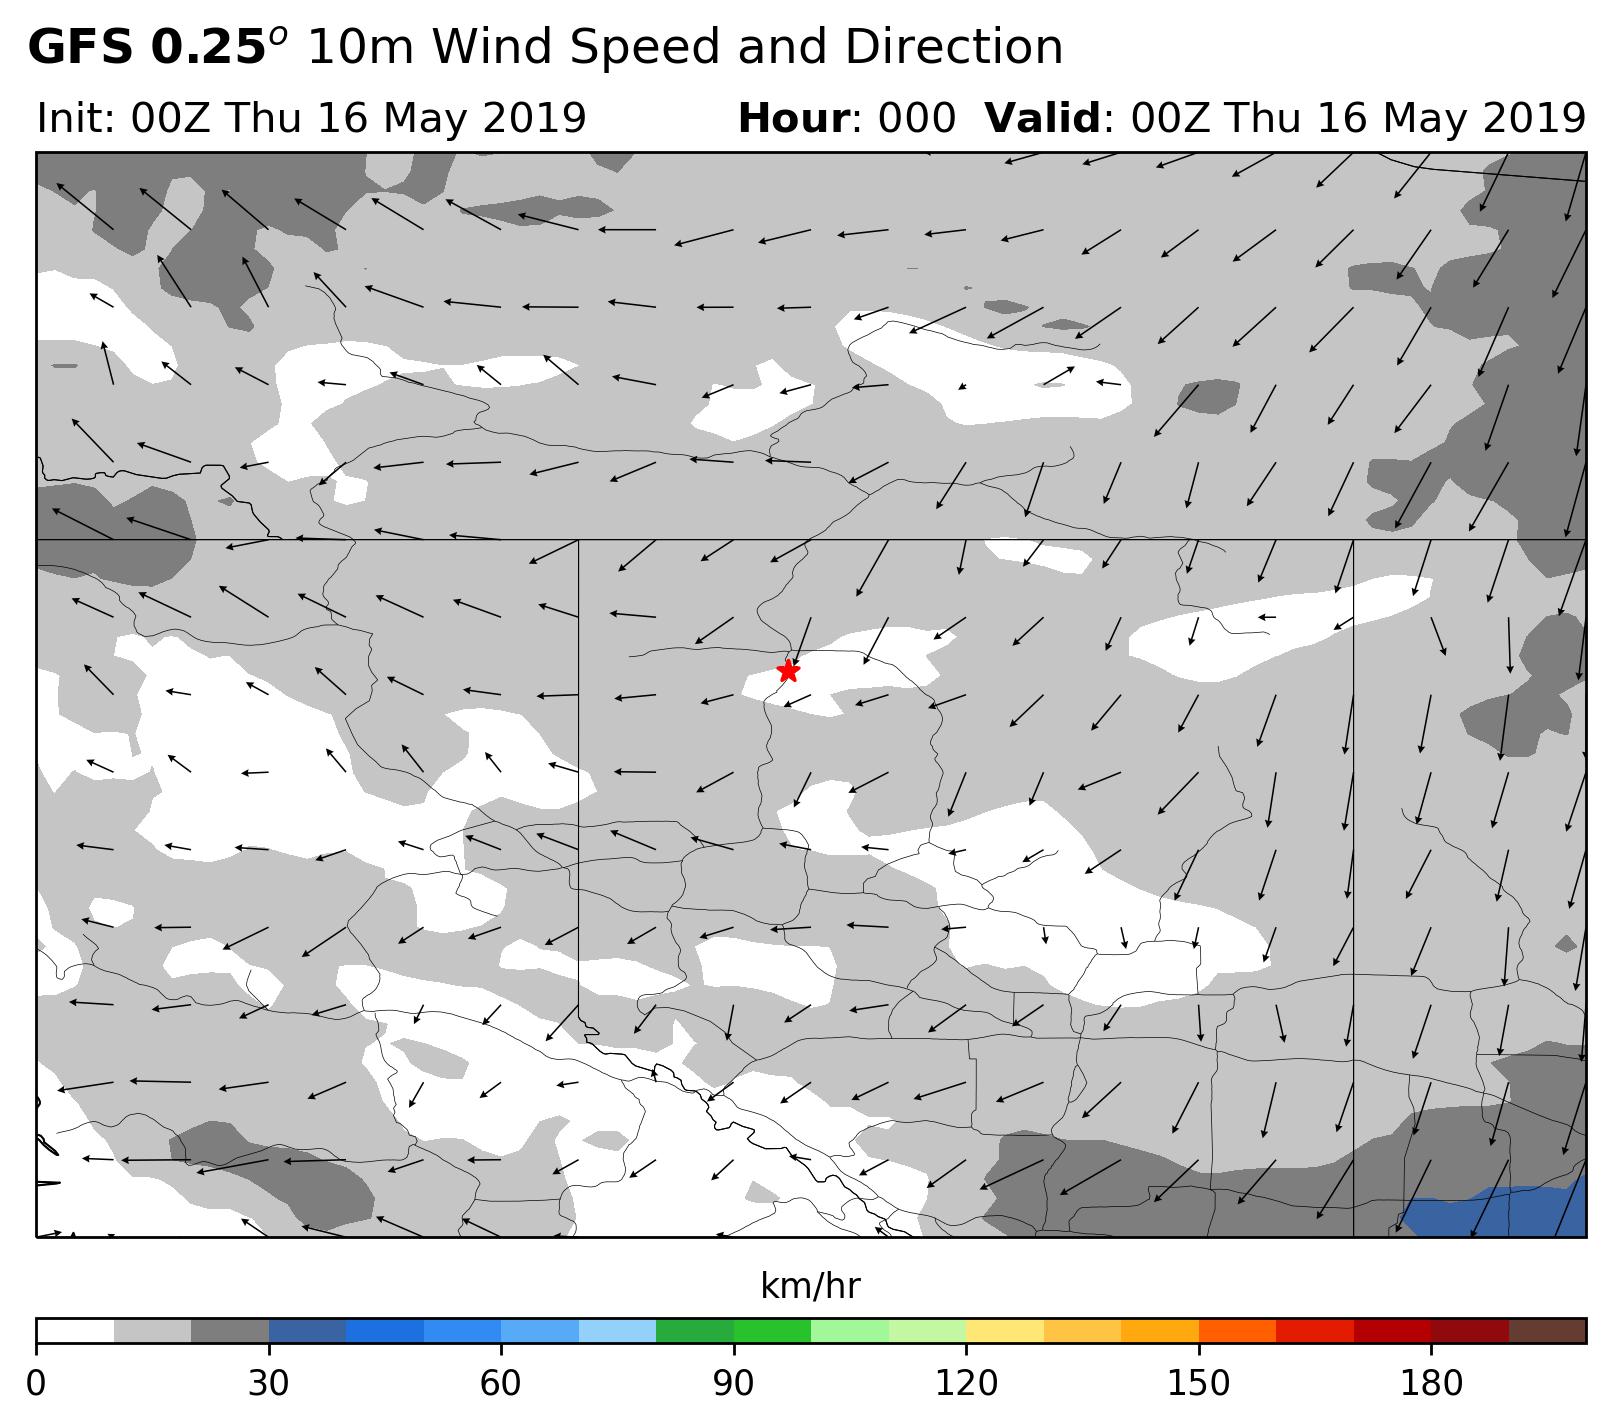 GFS 0.25° 10m Wind Speed and Direction
Init: 00Z Thu 16 May 2019 Hour: 000 Valid: 00Z Thu 16 May 2019
km/hr
0 30 60 90 120 150 180